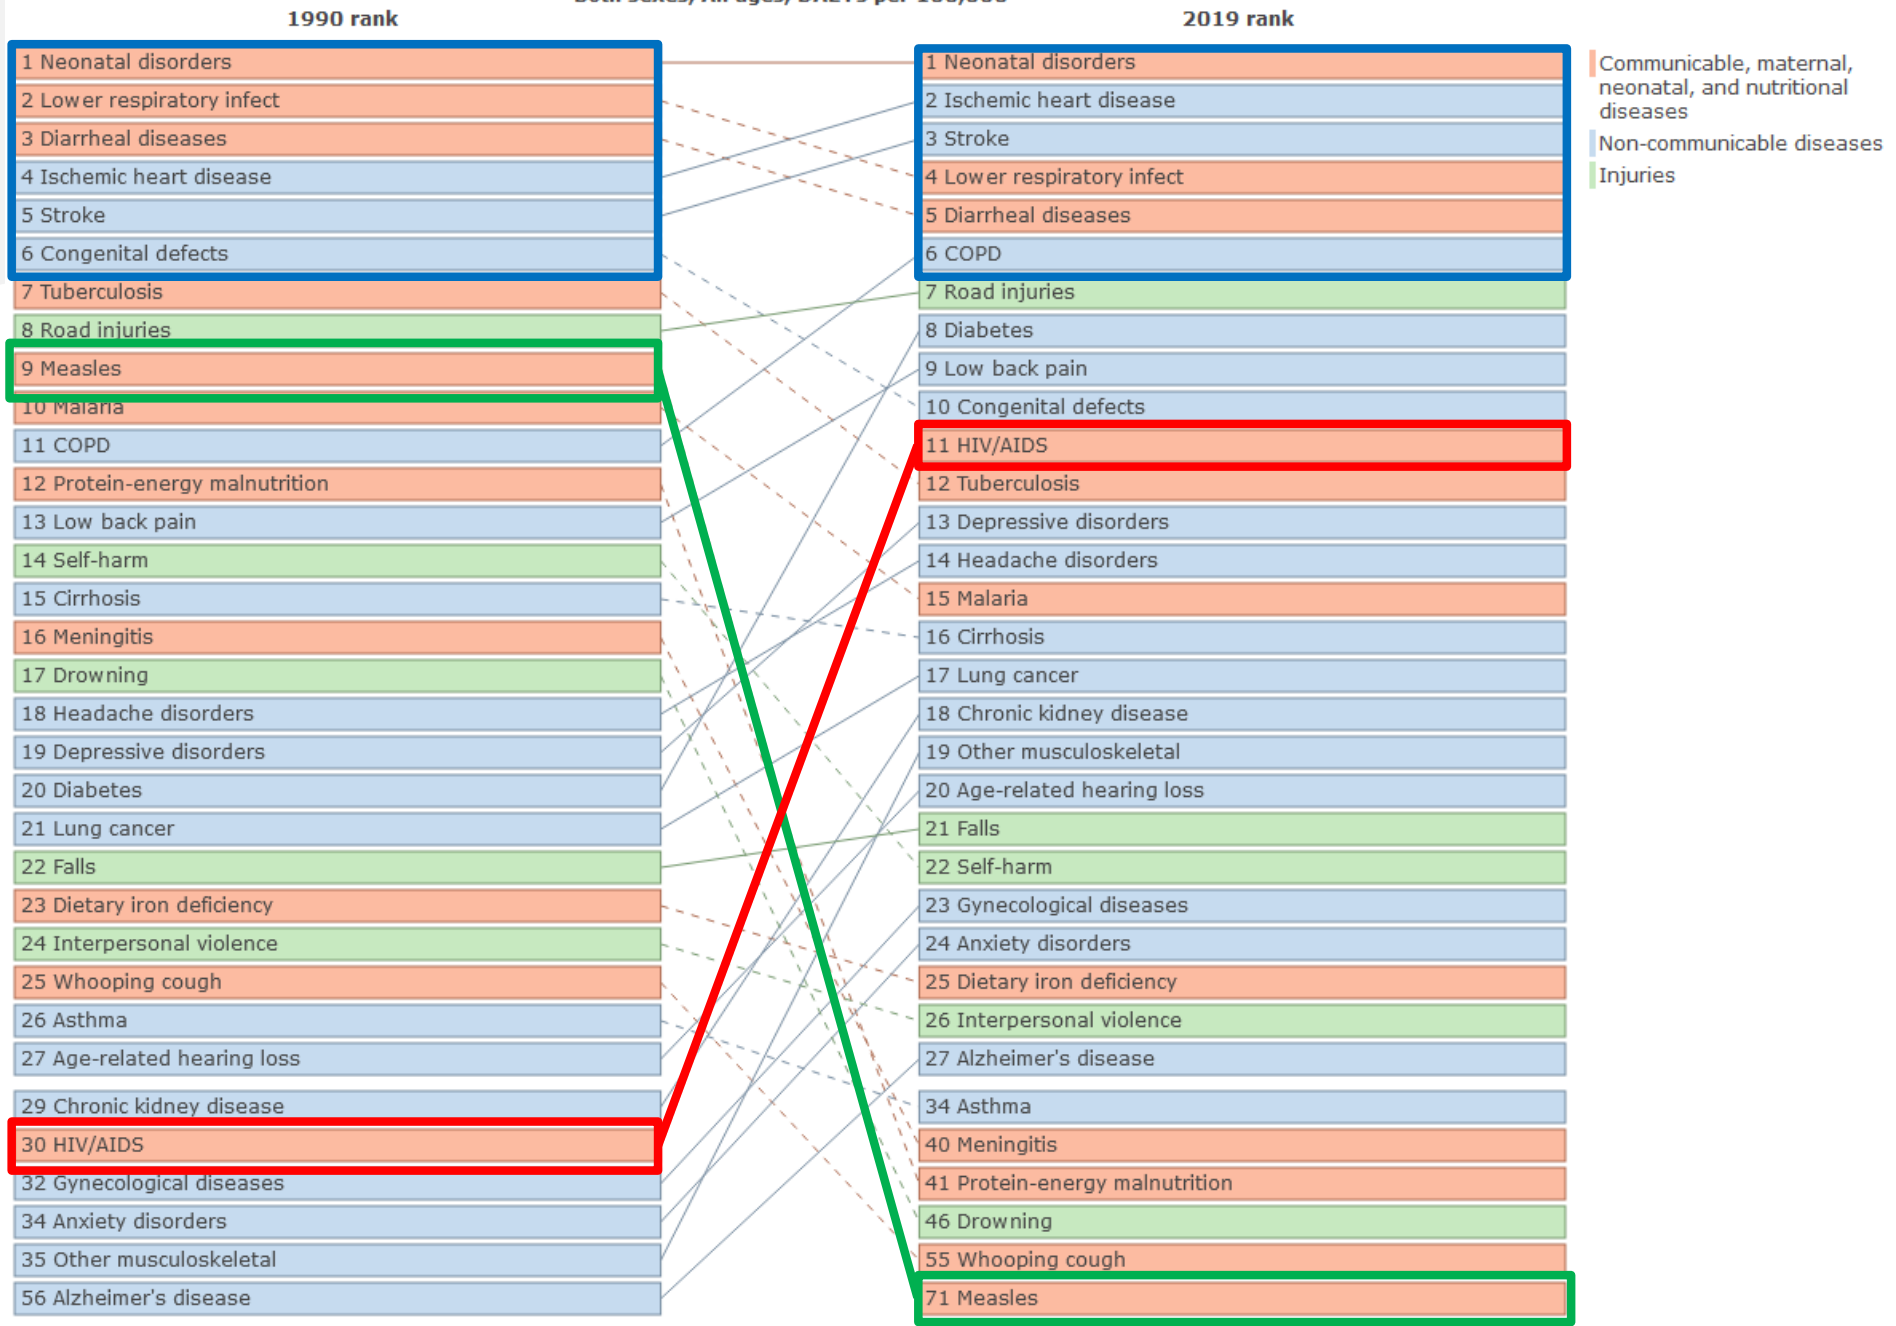 Both sexes, All ages, DALYs per 100,000
1990 rank
2019 rank
1 Neonatal disorders
2 Lower respiratory infect
3 Diarrheal diseases
4 Ischemic heart disease
5 Stroke
6 Congenital defects
7 Tuberculosis
8 Road injuries
9 Measles
10 Malaria
11 COPD
12 Protein-energy malnutrition
13 Low back pain
14 Self-harm
15 Cirrhosis
16 Meningitis
17 Drowning
18 Headache disorders
19 Depressive disorders
20 Diabetes
21 Lung cancer
22 Falls
23 Dietary iron deficiency
24 Interpersonal violence
25 Whooping cough
26 Asthma
27 Age-related hearing loss
29 Chronic kidney disease
30 HIV/AIDS
32 Gynecological diseases
34 Anxiety disorders
35 Other musculoskeletal
56 Alzheimer's disease
1 Neonatal disorders
2 Ischemic heart disease
3 Stroke
4 Lower respiratory infect
5 Diarrheal diseases
6 COPD
7 Road injuries
8 Diabetes
9 Low back pain
10 Congenital defects
11 HIV/AIDS
12 Tuberculosis
13 Depressive disorders
14 Headache disorders
15 Malaria
16 Cirrhosis
17 Lung cancer
18 Chronic kidney disease
19 Other musculoskeletal
20 Age-related hearing loss
21 Falls
22 Self-harm
23 Gynecological diseases
24 Anxiety disorders
25 Dietary iron deficiency
26 Interpersonal violence
27 Alzheimer's disease
34 Asthma
40 Meningitis
41 Protein-energy malnutrition
46 Drowning
55 Whooping cough
71 Measles
Communicable, maternal,
neonatal, and nutritional
diseases
Non-communicable diseases
Injuries